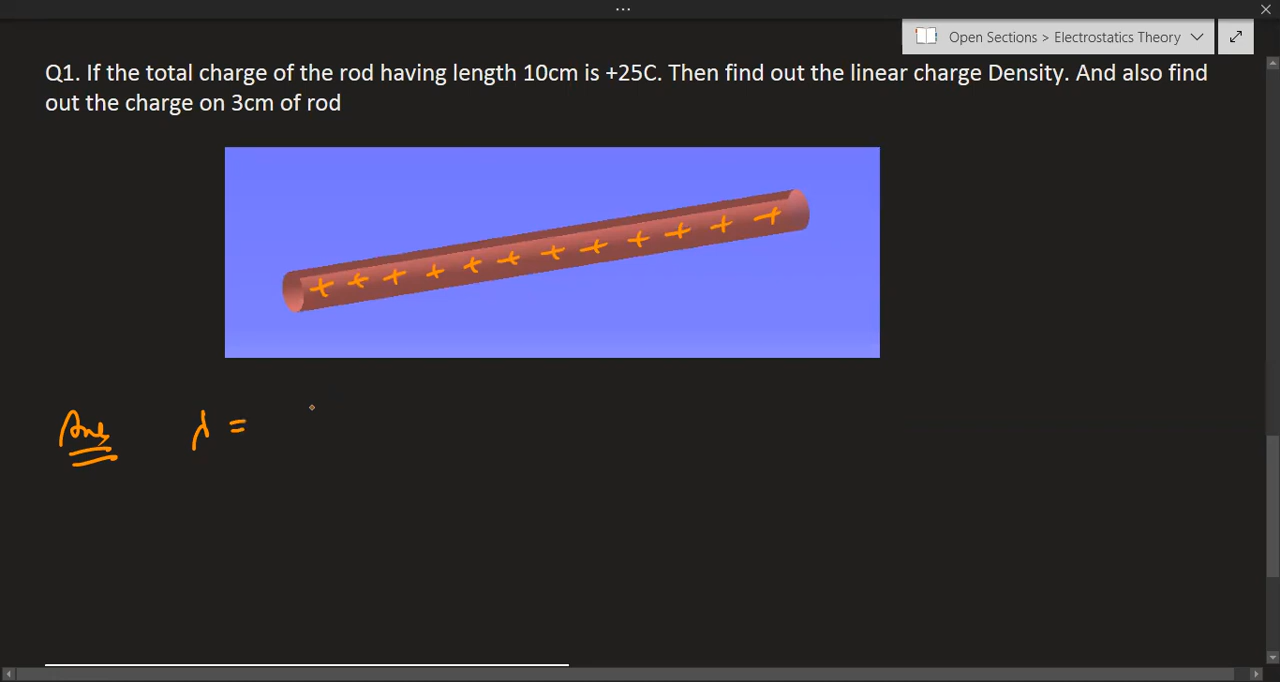 Open Sections > Electrostatics Theory
Q1. If the total charge of the rod having length 10cm is +25C. Then find out the linear charge Density. And also find
out the charge on 3cm of rod
+ + + + + + + + + + + +
Ans λ =